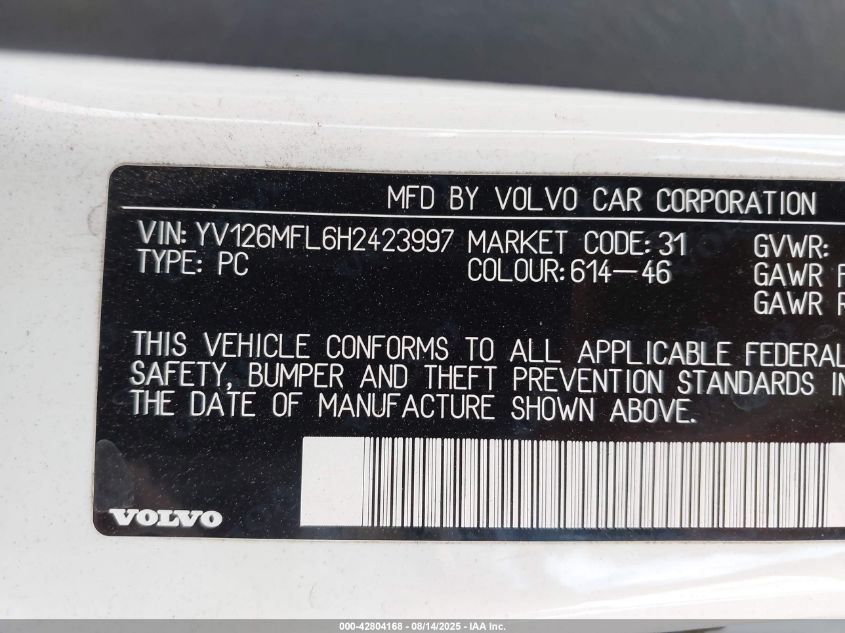 MFD BY VOLVO CAR CORPORATION
VIN: YV126MFL6H2423997 MARKET CODE: 31 GVWR:
TYPE: PC COLOUR: 614-46 GAWR F
GAWR R
THIS VEHICLE CONFORMS TO ALL APPLICABLE FEDERAL
SAFETY, BUMPER AND THEFT PREVENTION STANDARDS IN
THE DATE OF MANUFACTURE SHOWN ABOVE.
VOLVO
000-42804168 - 08/14/2025 - IAA Inc.